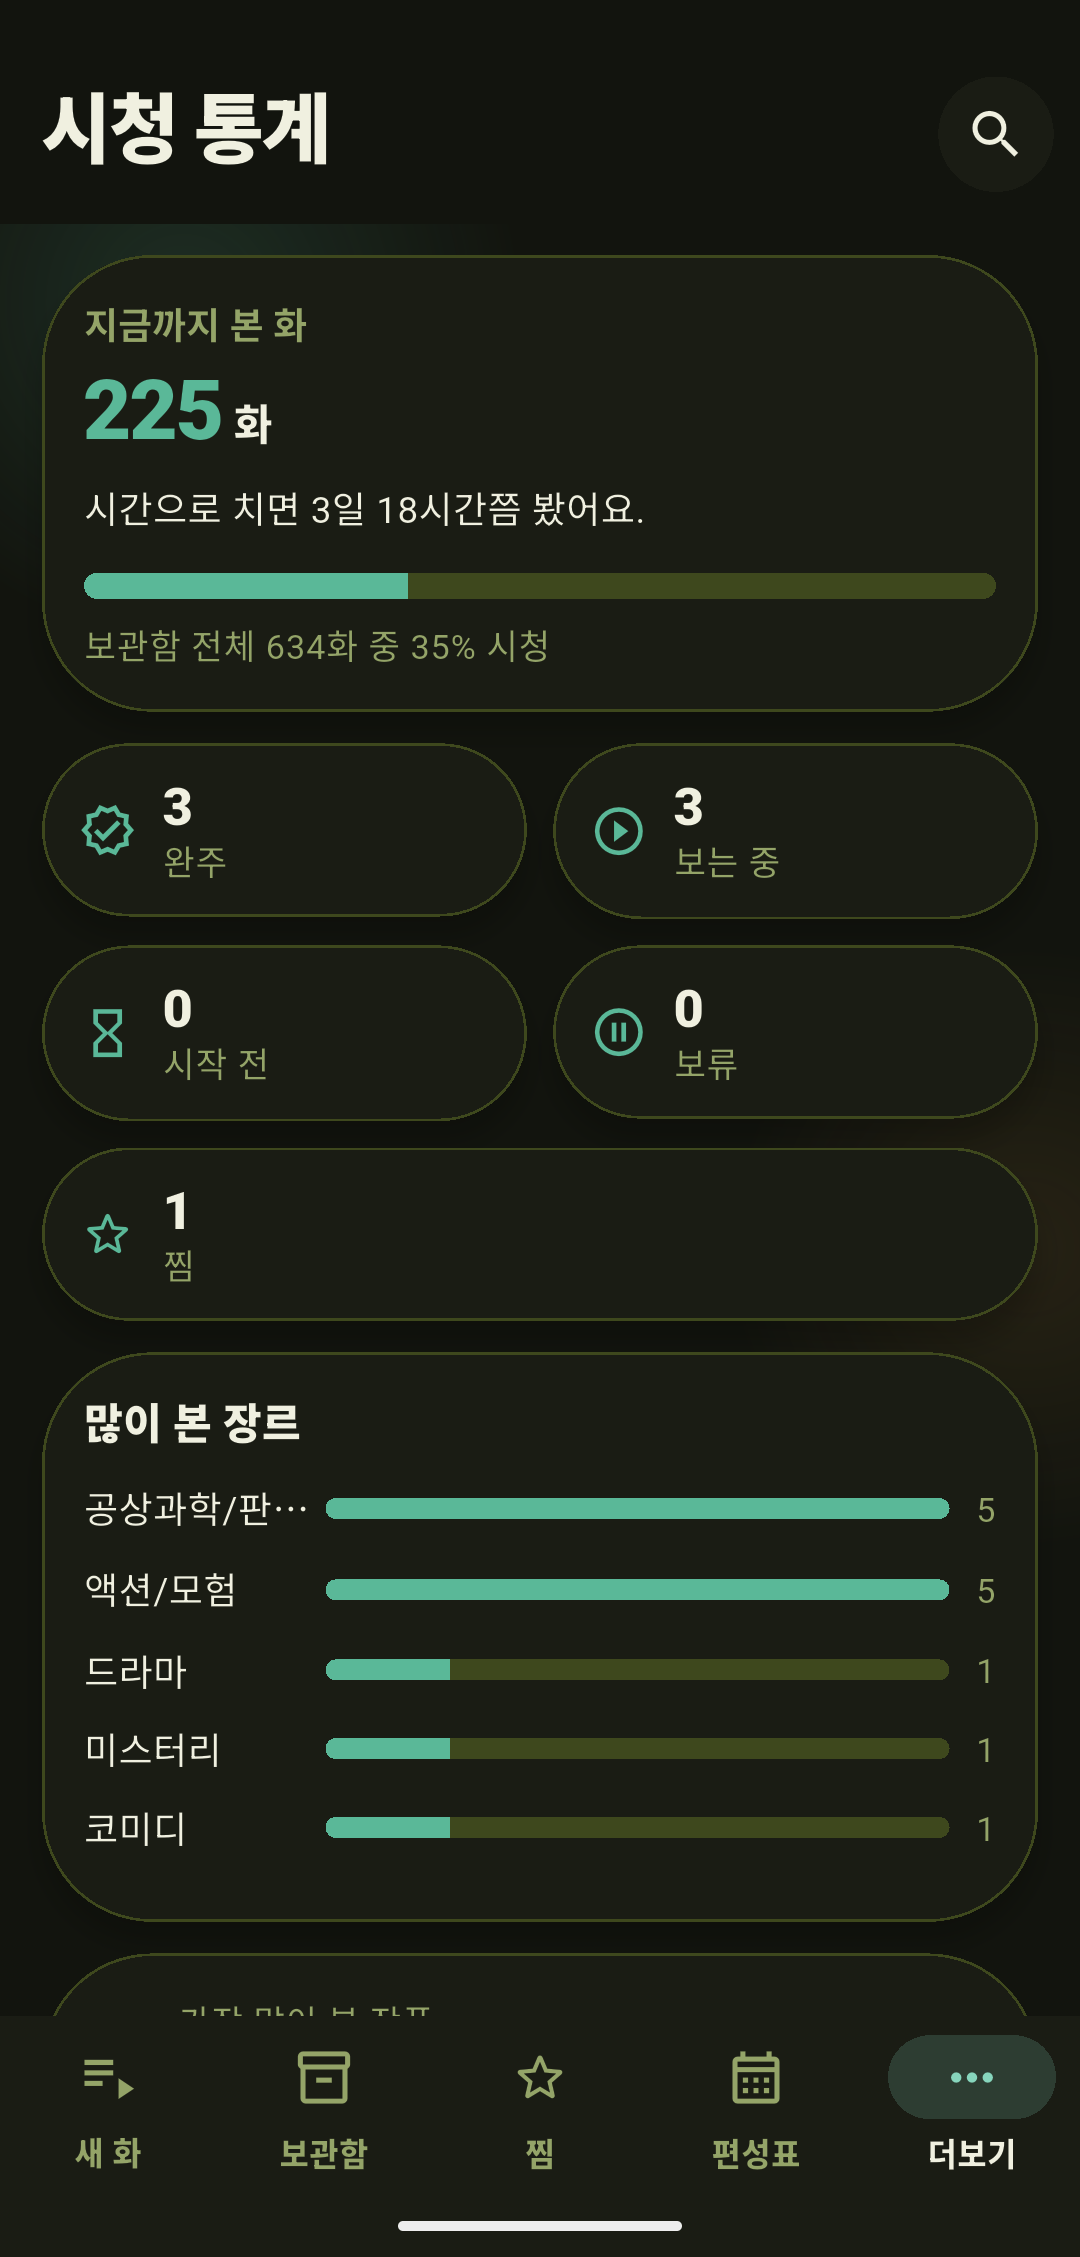 시청 통계
지금까지 본 화
225 화
시간으로 치면 3일 18시간쯤 봤어요.
보관함 전체 634화 중 35% 시청
3
완주
3
보는 중
0
시작 전
0
보류
1
찜
많이 본 장르
공상과학/판… 5
액션/모험 5
드라마 1
미스터리 1
코미디 1
새 화
보관함
찜
편성표
더보기